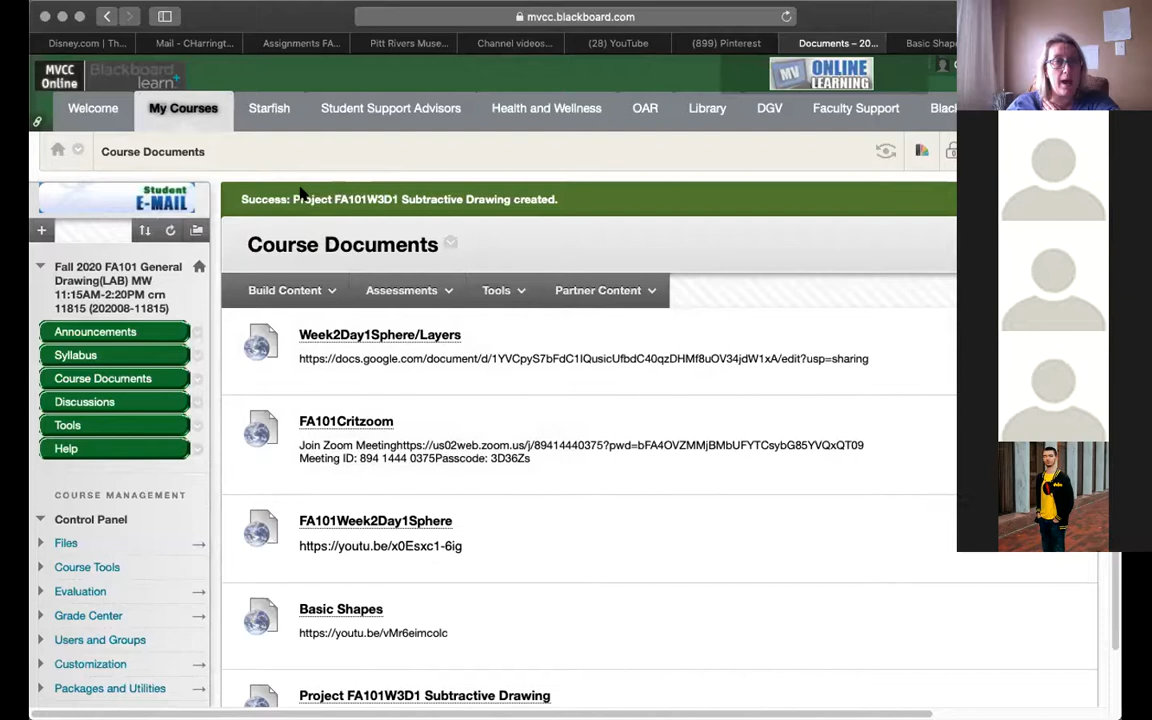 mvcc.blackboard.com
Disney.com | Th...
Mail - CHarringt...
Assignments FA...
Pitt Rivers Muse...
Channel videos...
(28) YouTube
(899) Pinterest
Documents – 20...
Basic Shap
MVCC
Online
Blackboard
learn+
MV ONLINE
LEARNING
Welcome
My Courses
Starfish
Student Support Advisors
Health and Wellness
OAR
Library
DGV
Faculty Support
Blac
Course Documents
Student
E-MAIL
Success: Project FA101W3D1 Subtractive Drawing created.
Course Documents
Build Content
Assessments
Tools
Partner Content
Fall 2020 FA101 General
Drawing(LAB) MW
11:15AM-2:20PM crn
11815 (202008-11815)
Announcements
Syllabus
Course Documents
Discussions
Tools
Help
COURSE MANAGEMENT
Control Panel
Files
Course Tools
Evaluation
Grade Center
Users and Groups
Customization
Packages and Utilities
Week2Day1Sphere/Layers
https://docs.google.com/document/d/1YVCpyS7bFdC1IQusicUfbdC40qzDHMf8uOV34jdW1xA/edit?usp=sharing
FA101Critzoom
Join Zoom Meetinghttps://us02web.zoom.us/j/89414440375?pwd=bFA4OVZMMjBMbUFYTCsybG85YVQxQT09
Meeting ID: 894 1444 0375Passcode: 3D36Zs
FA101Week2Day1Sphere
https://youtu.be/x0Esxc1-6ig
Basic Shapes
https://youtu.be/vMr6eimcolc
Project FA101W3D1 Subtractive Drawing